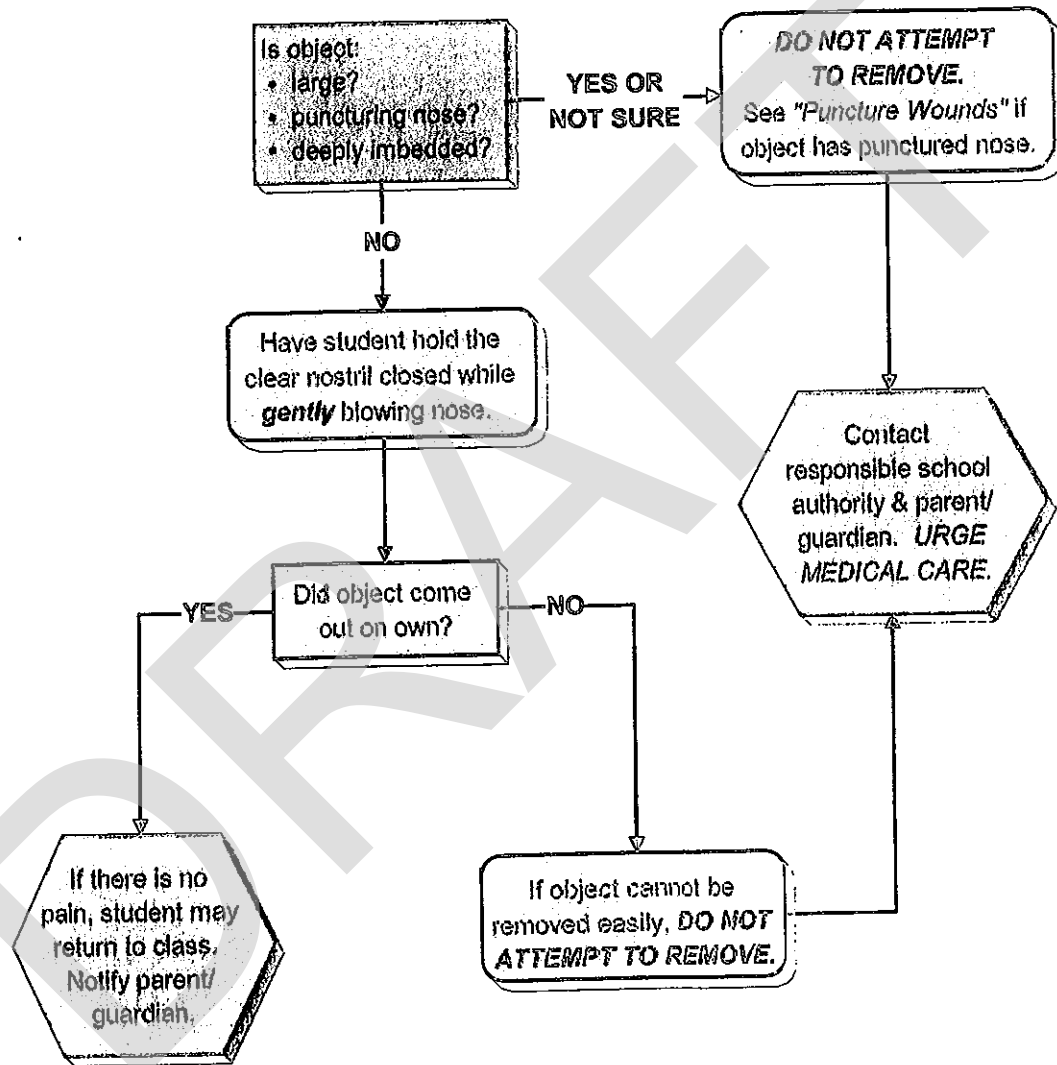 Is object:
• large?
• puncturing nose?
• deeply imbedded?
YES OR
NOT SURE
DO NOT ATTEMPT
TO REMOVE.
See "Puncture Wounds" if
object has punctured nose.
NO
Have student hold the
clear nostril closed while
gently blowing nose.
Contact
responsible school
authority & parent/
guardian. URGE
MEDICAL CARE.
Did object come
out on own?
YES
NO
If there is no
pain, student may
return to class.
Notify parent/
guardian.
If object cannot be
removed easily, DO NOT
ATTEMPT TO REMOVE.
DRAFT